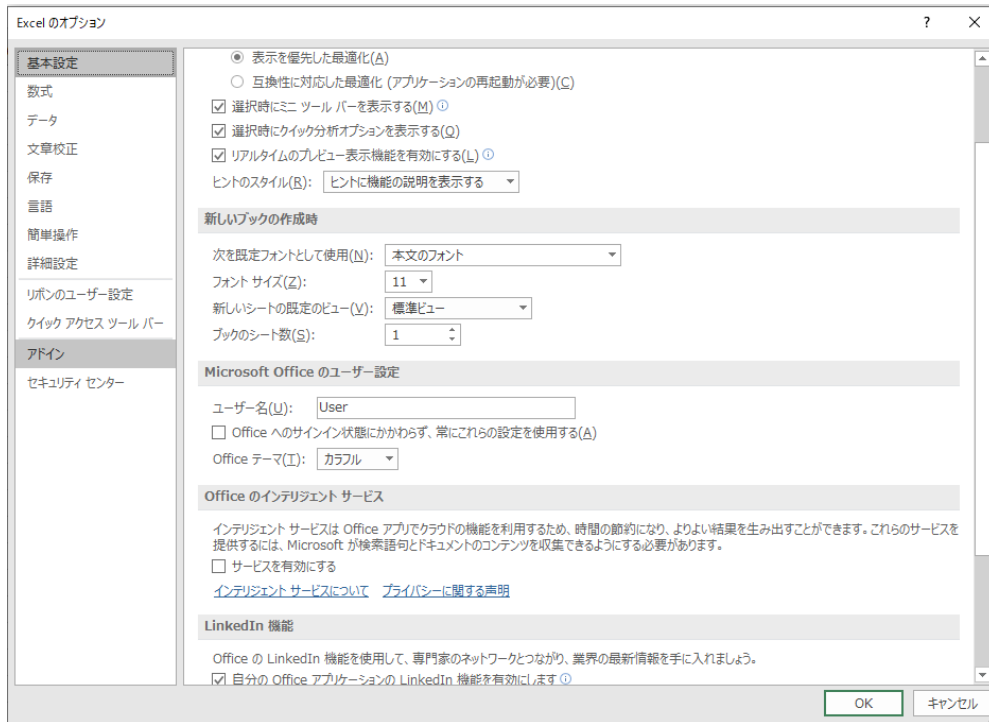 Excel のオプション
?
基本設定
数式
データ
文章校正
保存
言語
簡単操作
詳細設定
リボンのユーザー設定
クイック アクセス ツール バー
アドイン
セキュリティ センター
表示を優先した最適化(A)
互換性に対応した最適化 (アプリケーションの再起動が必要)(C)
選択時にミニ ツール バーを表示する(M)
選択時にクイック分析オプションを表示する(Q)
リアルタイムのプレビュー表示機能を有効にする(L)
ヒントのスタイル(R): ヒントに機能の説明を表示する
新しいブックの作成時
次を既定フォントとして使用(N): 本文のフォント
フォント サイズ(Z): 11
新しいシートの既定のビュー(V): 標準ビュー
ブックのシート数(S): 1
Microsoft Office のユーザー設定
ユーザー名(U): User
Office へのサインイン状態にかかわらず、常にこれらの設定を使用する(A)
Office テーマ(T): カラフル
Office のインテリジェント サービス
インテリジェント サービスは Office アプリでクラウドの機能を利用するため、時間の節約になり、よりよい結果を生み出すことができます。これらのサービスを
提供するには、Microsoft が検索語句とドキュメントのコンテンツを収集できるようにする必要があります。
サービスを有効にする
インテリジェント サービスについて プライバシーに関する声明
LinkedIn 機能
Office の LinkedIn 機能を使用して、専門家のネットワークとつながり、業界の最新情報を手に入れましょう。
自分の Office アプリケーションの LinkedIn 機能を有効にします
OK キャンセル